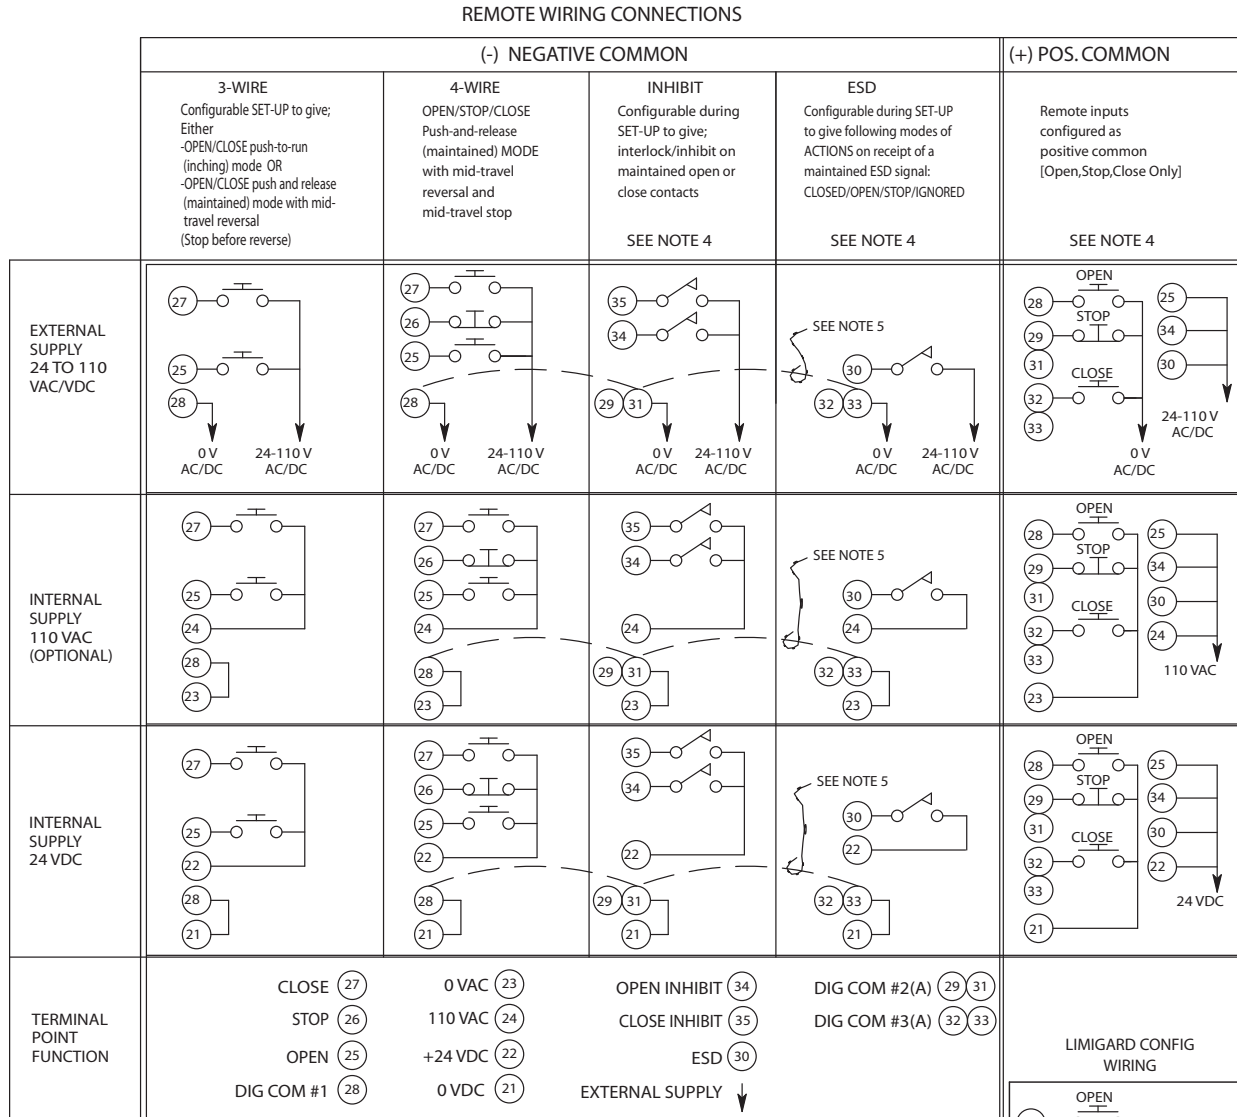 REMOTE WIRING CONNECTIONS
(-) NEGATIVE COMMON
(+) POS. COMMON
3-WIRE
Configurable SET-UP to give;
Either
-OPEN/CLOSE push-to-run
(inching) mode OR
-OPEN/CLOSE push and release
(maintained) mode with mid-
travel reversal
(Stop before reverse)
4-WIRE
OPEN/STOP/CLOSE
Push-and-release
(maintained) MODE
with mid-travel
reversal and
mid-travel stop
INHIBIT
Configurable during
SET-UP to give;
interlock/inhibit on
maintained open or
close contacts
SEE NOTE 4
ESD
Configurable during SET-UP
to give following modes of
ACTIONS on receipt of a
maintained ESD signal:
CLOSED/OPEN/STOP/IGNORED
SEE NOTE 4
Remote inputs
configured as
positive common
[Open,Stop,Close Only]
SEE NOTE 4
EXTERNAL
SUPPLY
24 TO 110
VAC/VDC
27
25
28
0 V
AC/DC
24-110 V
AC/DC
27
26
25
28
0 V
AC/DC
24-110 V
AC/DC
35
34
29 31
0 V
AC/DC
24-110 V
AC/DC
SEE NOTE 5
30
32 33
0 V
AC/DC
24-110 V
AC/DC
OPEN
28
STOP
29
31
CLOSE
32
33
0 V
AC/DC
25
34
30
24-110 V
AC/DC
INTERNAL
SUPPLY
110 VAC
(OPTIONAL)
27
25
24
28
23
27
26
25
24
28
23
35
34
24
29 31
23
SEE NOTE 5
30
24
32 33
23
OPEN
28
STOP
29
31
CLOSE
32
33
23
25
34
30
24
110 VAC
INTERNAL
SUPPLY
24 VDC
27
25
22
28
21
27
26
25
22
28
21
35
34
22
29 31
21
SEE NOTE 5
30
22
32 33
21
OPEN
28
STOP
29
31
CLOSE
32
33
21
25
34
30
22
24 VDC
TERMINAL
POINT
FUNCTION
CLOSE 27
STOP 26
OPEN 25
DIG COM #1 28
0 VAC 23
110 VAC 24
+24 VDC 22
0 VDC 21
OPEN INHIBIT 34
CLOSE INHIBIT 35
ESD 30
EXTERNAL SUPPLY
DIG COM #2(A) 29 31
DIG COM #3(A) 32 33
LIMIGARD CONFIG
WIRING
OPEN